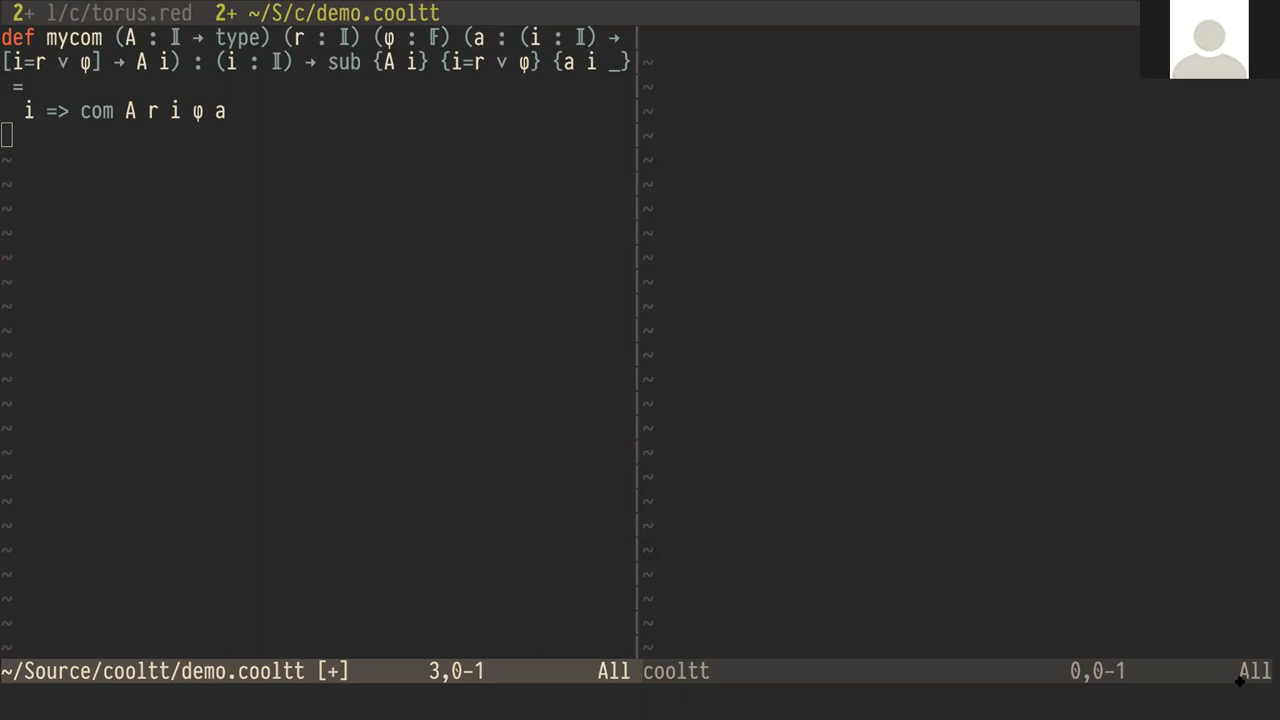 2+ l/c/torus.red  2+ ~/S/c/demo.cooltt
def mycom (A : 𝕀 → type) (r : 𝕀) (φ : 𝔽) (a : (i : 𝕀) →
[i=r ∨ φ] → A i) : (i : 𝕀) → sub {A i} {i=r ∨ φ} {a i _}
=
i => com A r i φ a
~/Source/cooltt/demo.cooltt [+] 3,0-1 All
cooltt 0,0-1 All